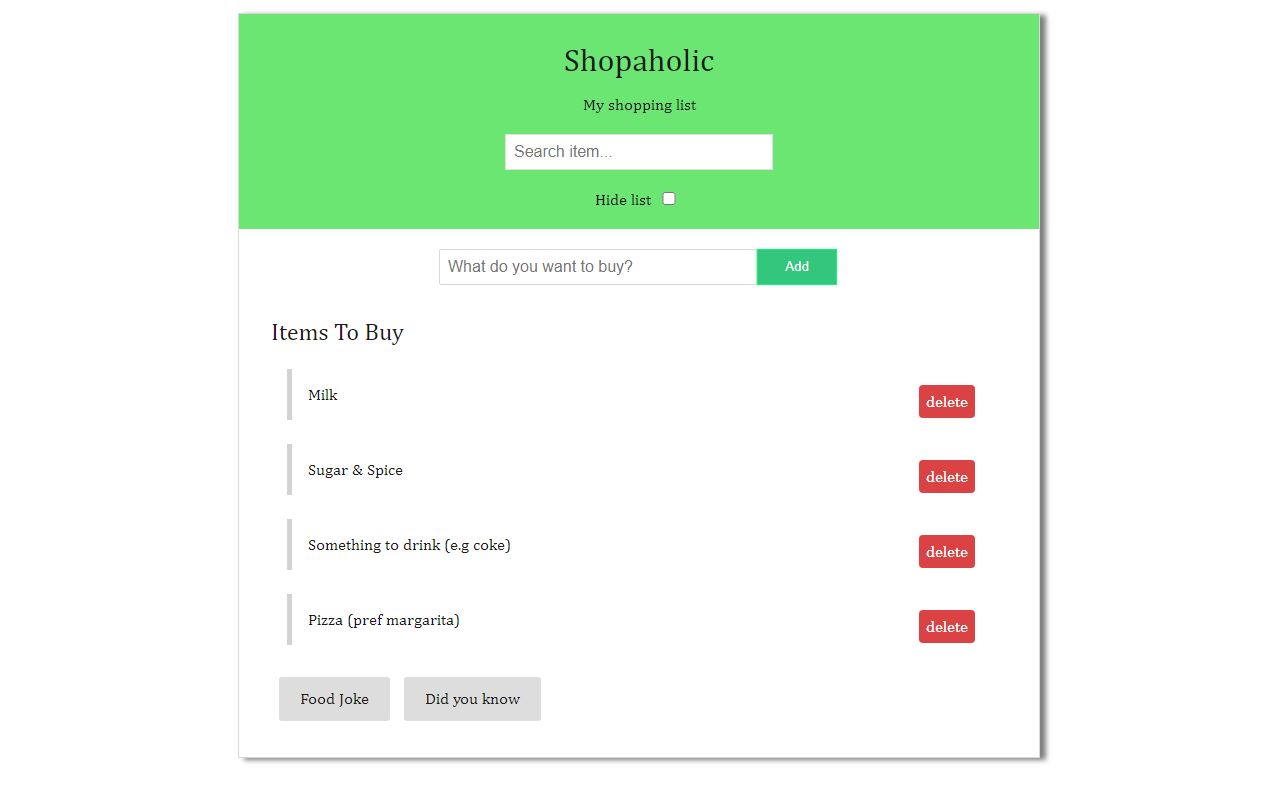 Shopaholic
My shopping list
Search item...
Hide list
What do you want to buy? Add
Items To Buy
Milk delete
Sugar & Spice delete
Something to drink (e.g coke) delete
Pizza (pref margarita) delete
Food Joke Did you know